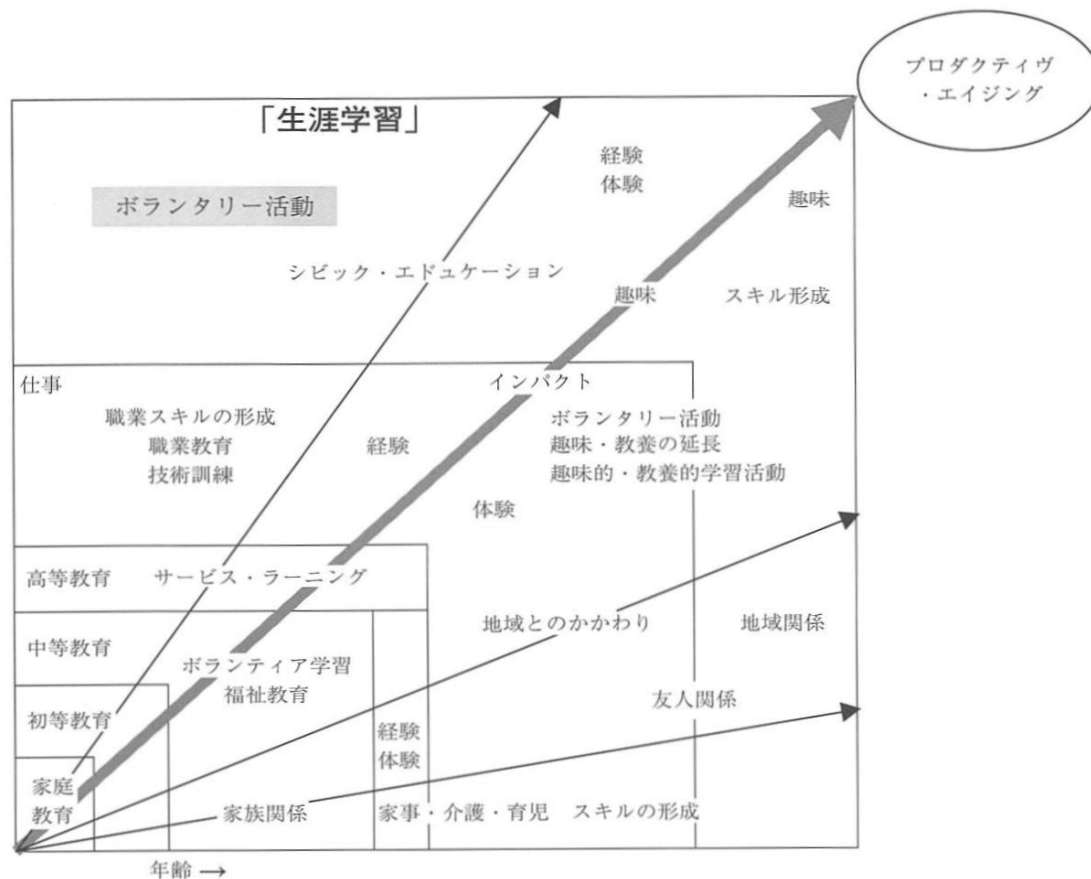 プロダクティヴ
・エイジング
「生涯学習」
経験
体験
ボランタリー活動
趣味
シビック・エデュケーション
趣味
スキル形成
仕事
インパクト
職業スキルの形成
職業教育
技術訓練
経験
ボランタリー活動
趣味・教養の延長
趣味的・教養的学習活動
体験
高等教育
サービス・ラーニング
中等教育
地域とのかかわり
地域関係
ボランティア学習
福祉教育
初等教育
友人関係
経験
体験
家庭
教育
家族関係
家事・介護・育児
スキルの形成
年齢→